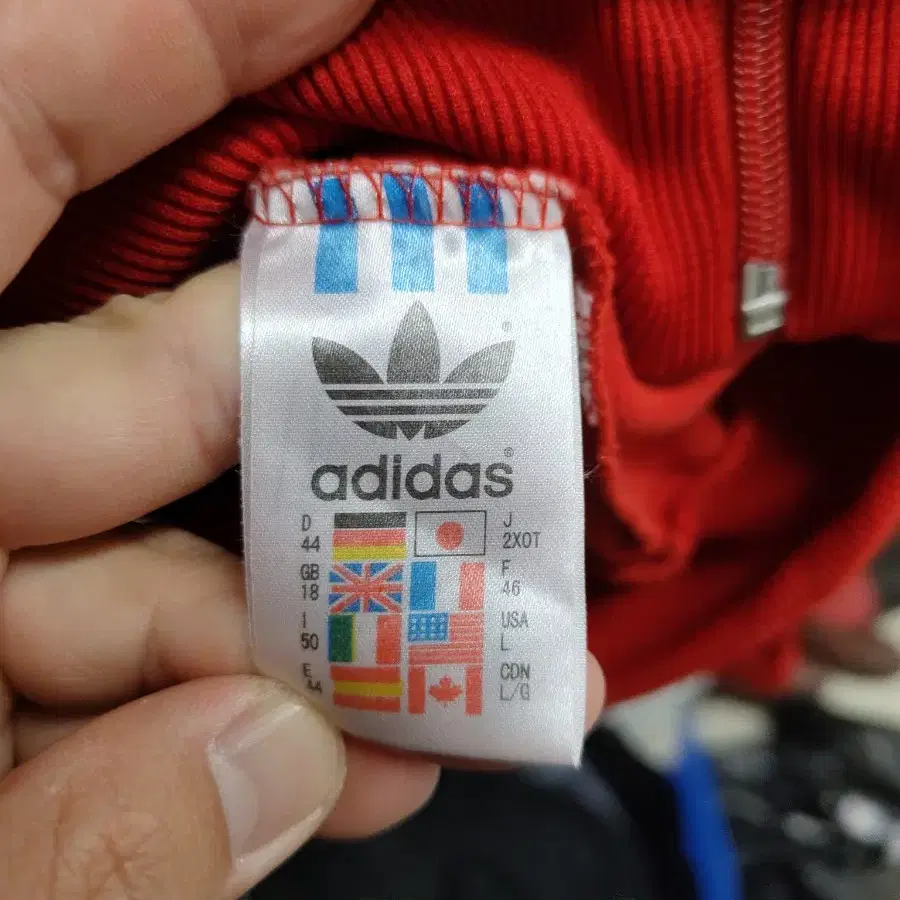 ®
adidas®
D J
44 2XOT
GB F
18 46
I USA
50 L
E CDN
44 L/G